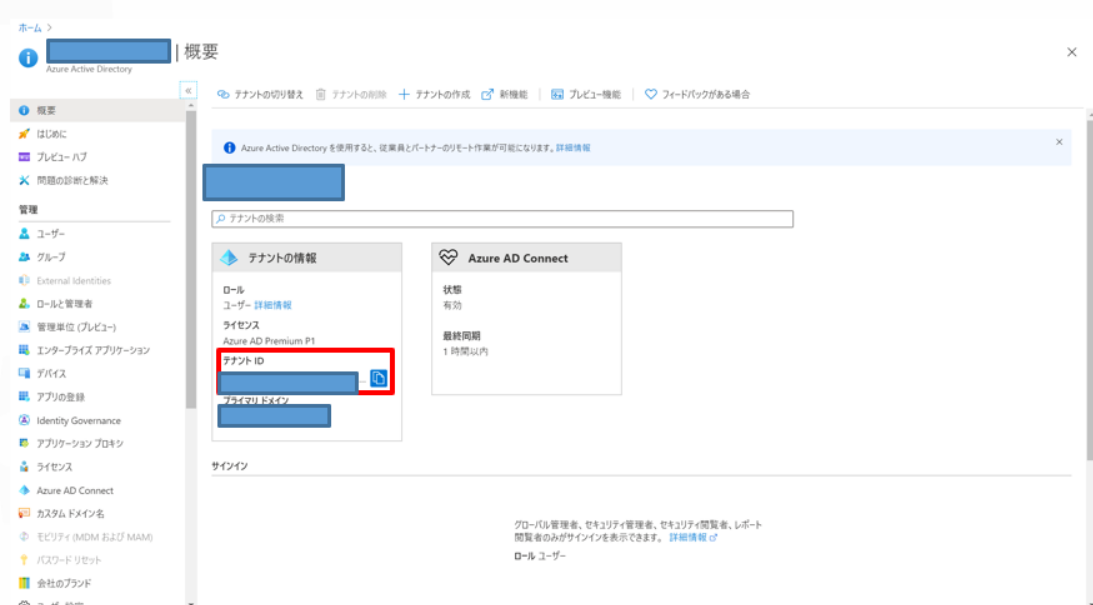 ホーム >
| 概要
Azure Active Directory
«
テナントの切り替え テナントの削除 テナントの作成 新機能 プレビュー機能 フィードバックがある場合
概要
はじめに
プレビュー ハブ
問題の診断と解決
管理
ユーザー
グループ
External Identities
ロールと管理者
管理単位 (プレビュー)
エンタープライズ アプリケーション
デバイス
アプリの登録
Identity Governance
アプリケーション プロキシ
ライセンス
Azure AD Connect
カスタム ドメイン名
モビリティ (MDM および MAM)
パスワード リセット
会社のブランド
ユーザー設定
Azure Active Directory を使用すると、従業員とパートナーのリモート作業が可能になります。詳細情報
テナントの検索
テナントの情報
ロール
ユーザー 詳細情報
ライセンス
Azure AD Premium P1
テナント ID
プライマリ ドメイン
Azure AD Connect
状態
有効
最終同期
1 時間以内
サインイン
グローバル管理者、セキュリティ管理者、セキュリティ閲覧者、レポート
閲覧者のみがサインインを表示できます。 詳細情報
ロール ユーザー